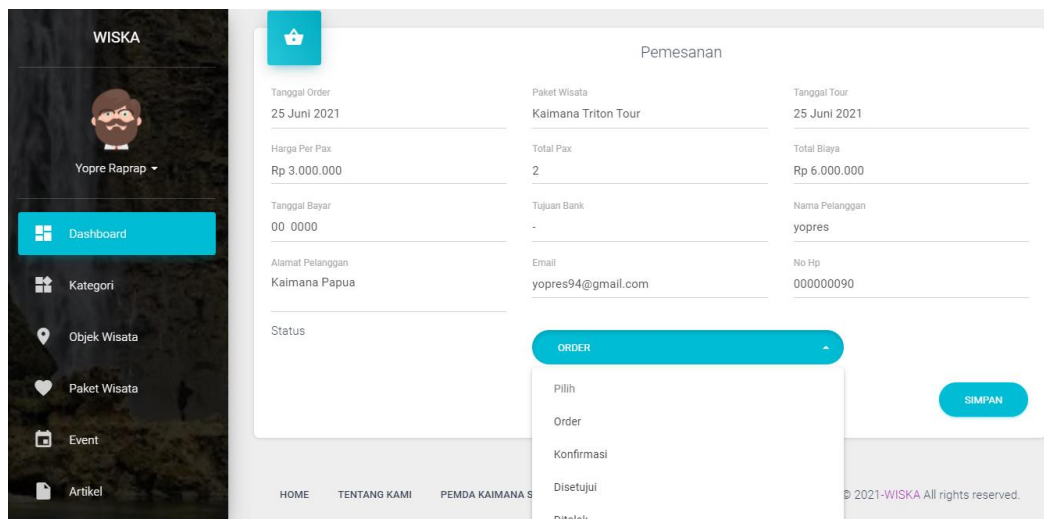 WISKA
Yopre Raprap
Dashboard
Kategori
Objek Wisata
Paket Wisata
Event
Artikel
Pemesanan
Tanggal Order
25 Juni 2021
Paket Wisata
Kaimana Triton Tour
Tanggal Tour
25 Juni 2021
Harga Per Pax
Rp 3.000.000
Total Pax
2
Total Biaya
Rp 6.000.000
Tanggal Bayar
00 0000
Tujuan Bank
-
Nama Pelanggan
yopres
Alamat Pelanggan
Kaimana Papua
Email
yopres94@gmail.com
No Hp
000000090
Status
ORDER
Pilih
Order
Konfirmasi
Disetujui
Ditolak
SIMPAN
HOME TENTANG KAMI PEMDA KAIMANA S
© 2021-WISKA All rights reserved.